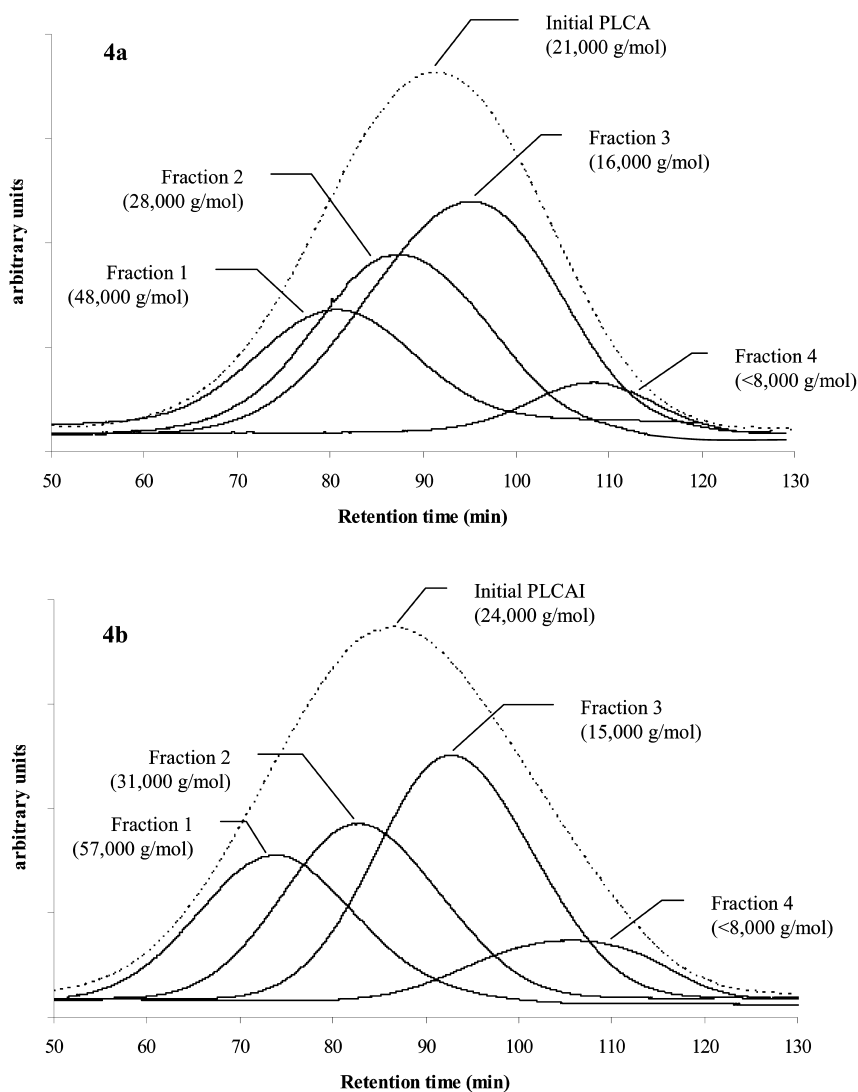 4a
Initial PLCA
(21,000 g/mol)
Fraction 3
(16,000 g/mol)
Fraction 2
(28,000 g/mol)
Fraction 1
(48,000 g/mol)
Fraction 4
(<8,000 g/mol)
arbitrary units
50 60 70 80 90 100 110 120 130
Retention time (min)
4b
Initial PLCAI
(24,000 g/mol)
Fraction 3
(15,000 g/mol)
Fraction 2
(31,000 g/mol)
Fraction 1
(57,000 g/mol)
Fraction 4
(<8,000 g/mol)
arbitrary units
50 60 70 80 90 100 110 120 130
Retention time (min)